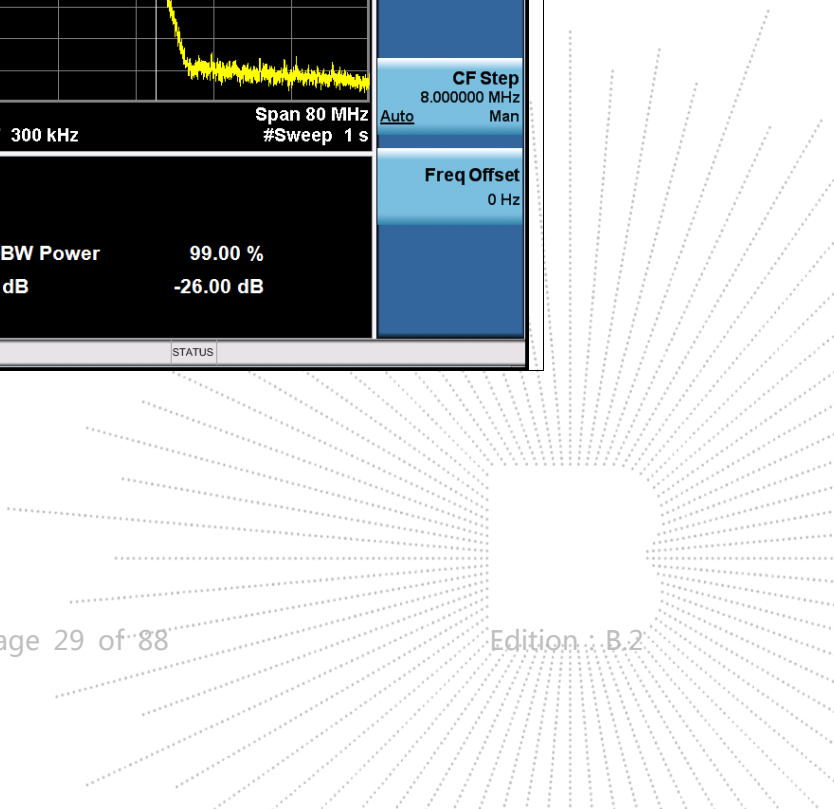 CF Step
8.000000 MHz
Span 80 MHz
Auto Man
300 kHz #Sweep 1 s
Freq Offset
0 Hz
BW Power 99.00 %
dB -26.00 dB
STATUS
age 29 of 88 Edition : B.2